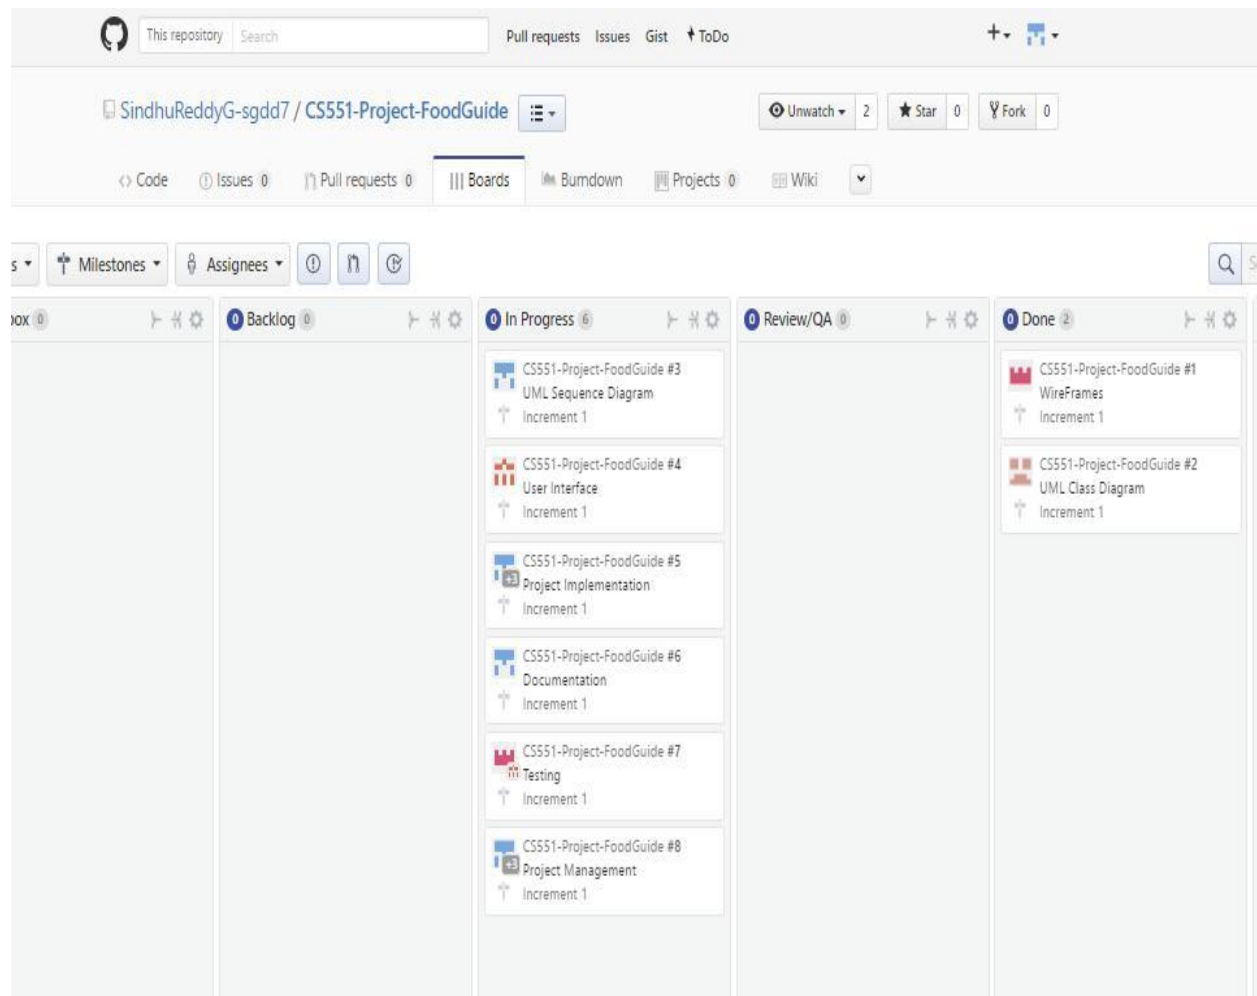 This repository Search Pull requests Issues Gist ToDo
SindhuReddyG-sgdd7 / CS551-Project-FoodGuide Unwatch 2 Star 0 Fork 0
Code Issues 0 Pull requests 0 Boards Burndown Projects 0 Wiki
s Milestones Assignees
box 0 0 Backlog 0 0 In Progress 6 0 Review/QA 0 0 Done 2
CS551-Project-FoodGuide #3
UML Sequence Diagram
Increment 1
CS551-Project-FoodGuide #4
User Interface
Increment 1
CS551-Project-FoodGuide #5
+3 Project Implementation
Increment 1
CS551-Project-FoodGuide #6
Documentation
Increment 1
CS551-Project-FoodGuide #7
Testing
Increment 1
CS551-Project-FoodGuide #8
+3 Project Management
Increment 1
CS551-Project-FoodGuide #1
WireFrames
Increment 1
CS551-Project-FoodGuide #2
UML Class Diagram
Increment 1